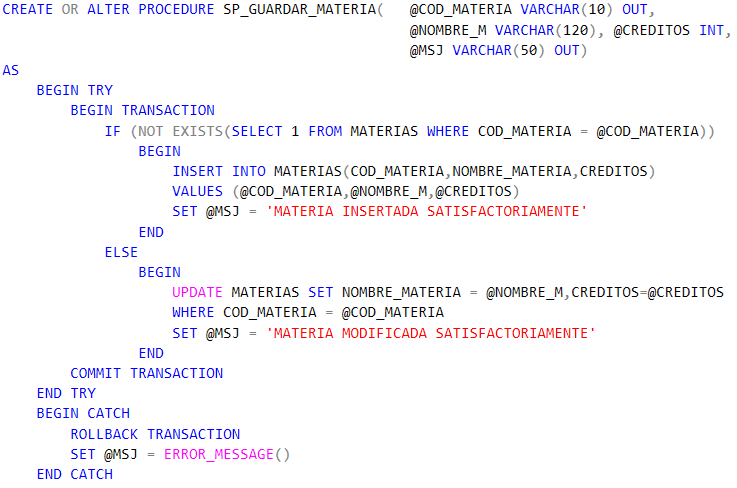 CREATE OR ALTER PROCEDURE SP_GUARDAR_MATERIA( @COD_MATERIA VARCHAR(10) OUT,
@NOMBRE_M VARCHAR(120), @CREDITOS INT,
@MSJ VARCHAR(50) OUT)
AS
BEGIN TRY
BEGIN TRANSACTION
IF (NOT EXISTS(SELECT 1 FROM MATERIAS WHERE COD_MATERIA = @COD_MATERIA))
BEGIN
INSERT INTO MATERIAS(COD_MATERIA,NOMBRE_MATERIA,CREDITOS)
VALUES (@COD_MATERIA,@NOMBRE_M,@CREDITOS)
SET @MSJ = 'MATERIA INSERTADA SATISFACTORIAMENTE'
END
ELSE
BEGIN
UPDATE MATERIAS SET NOMBRE_MATERIA = @NOMBRE_M,CREDITOS=@CREDITOS
WHERE COD_MATERIA = @COD_MATERIA
SET @MSJ = 'MATERIA MODIFICADA SATISFACTORIAMENTE'
END
COMMIT TRANSACTION
END TRY
BEGIN CATCH
ROLLBACK TRANSACTION
SET @MSJ = ERROR_MESSAGE()
END CATCH